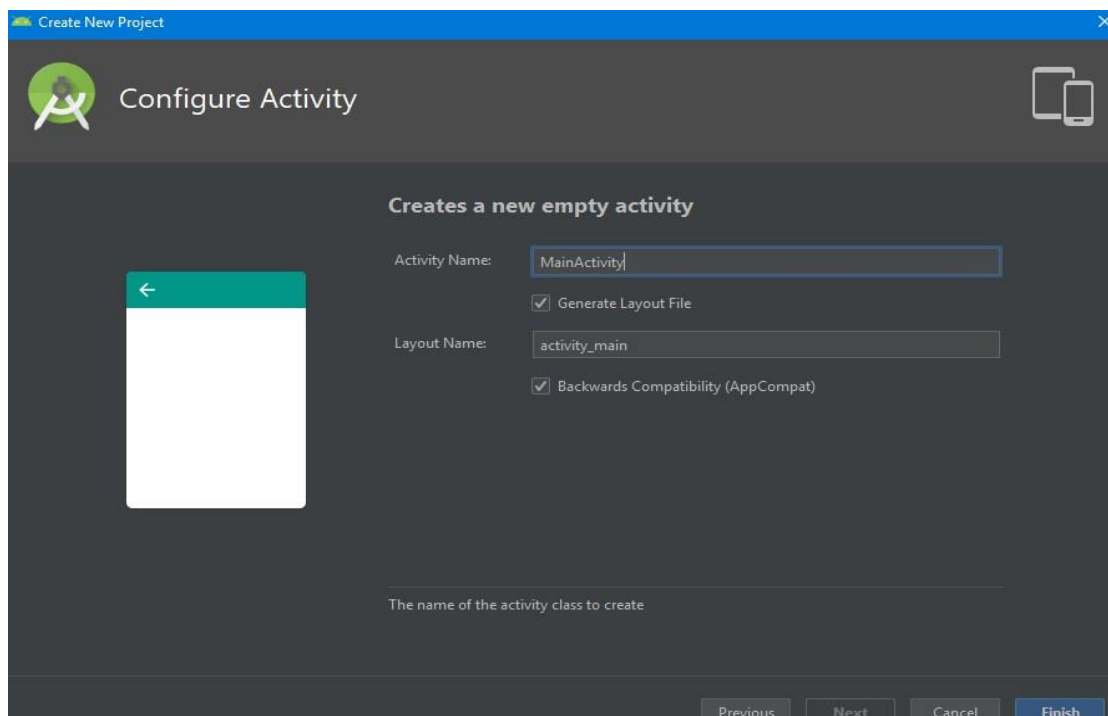 Create New Project
Configure Activity
Creates a new empty activity
Activity Name: MainActivity
Generate Layout File
Layout Name: activity_main
Backwards Compatibility (AppCompat)
The name of the activity class to create
Previous Next Cancel Finish